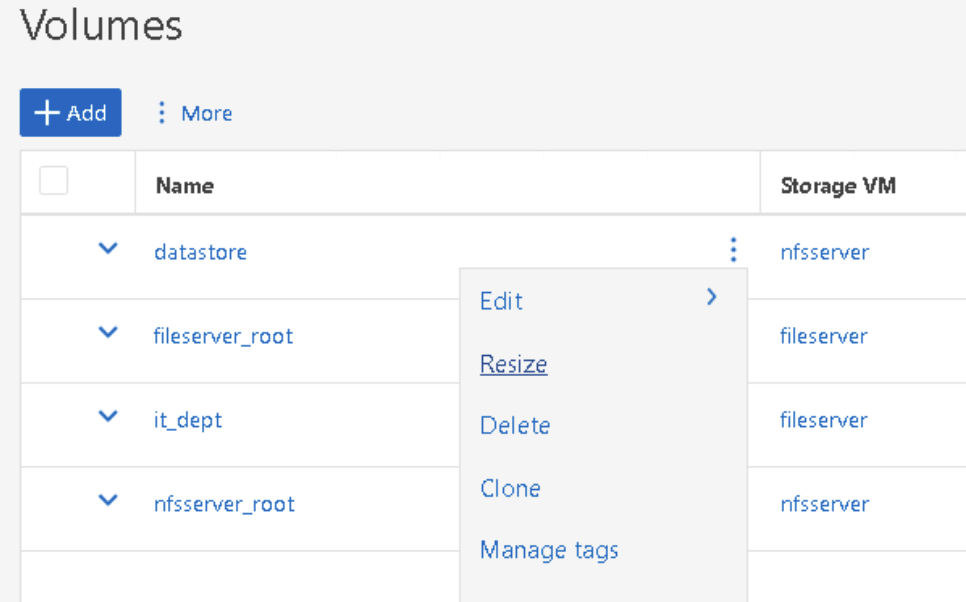 Volumes
Add More
Name Storage VM
datastore nfsserver
Edit
fileserver_root fileserver
Resize
it_dept fileserver
Delete
Clone
nfsserver_root nfsserver
Manage tags